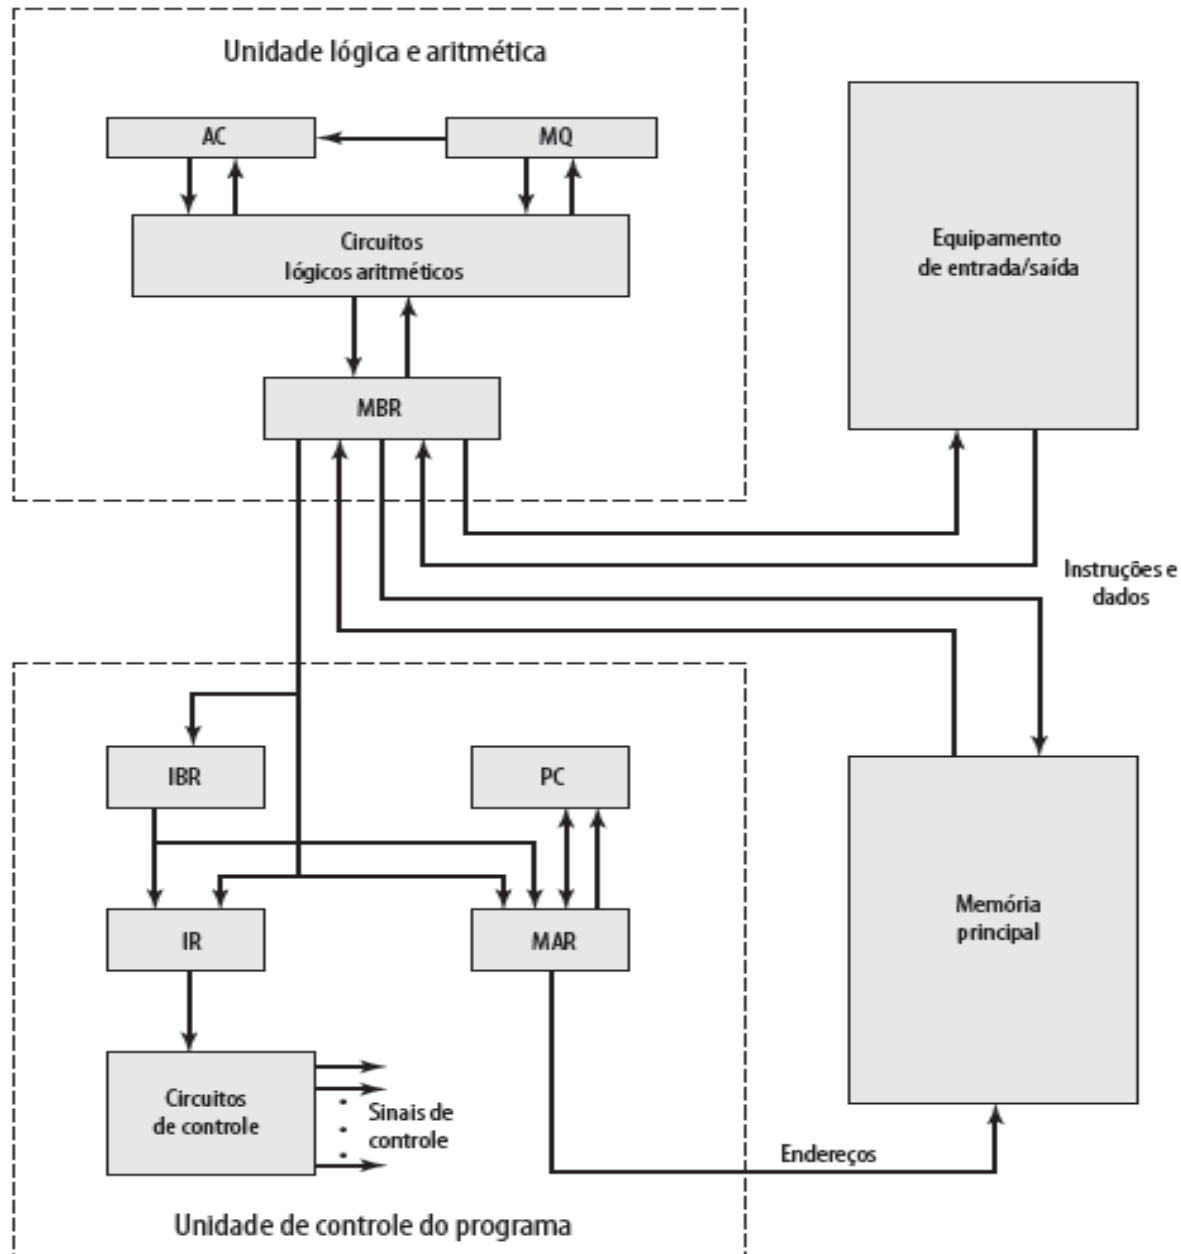 Unidade lógica e aritmética
AC
MQ
Circuitos
lógicos aritméticos
MBR
Equipamento
de entrada/saída
Instruções e
dados
IBR
PC
IR
MAR
Memória
principal
Circuitos
de controle
Sinais de
controle
Endereços
Unidade de controle do programa